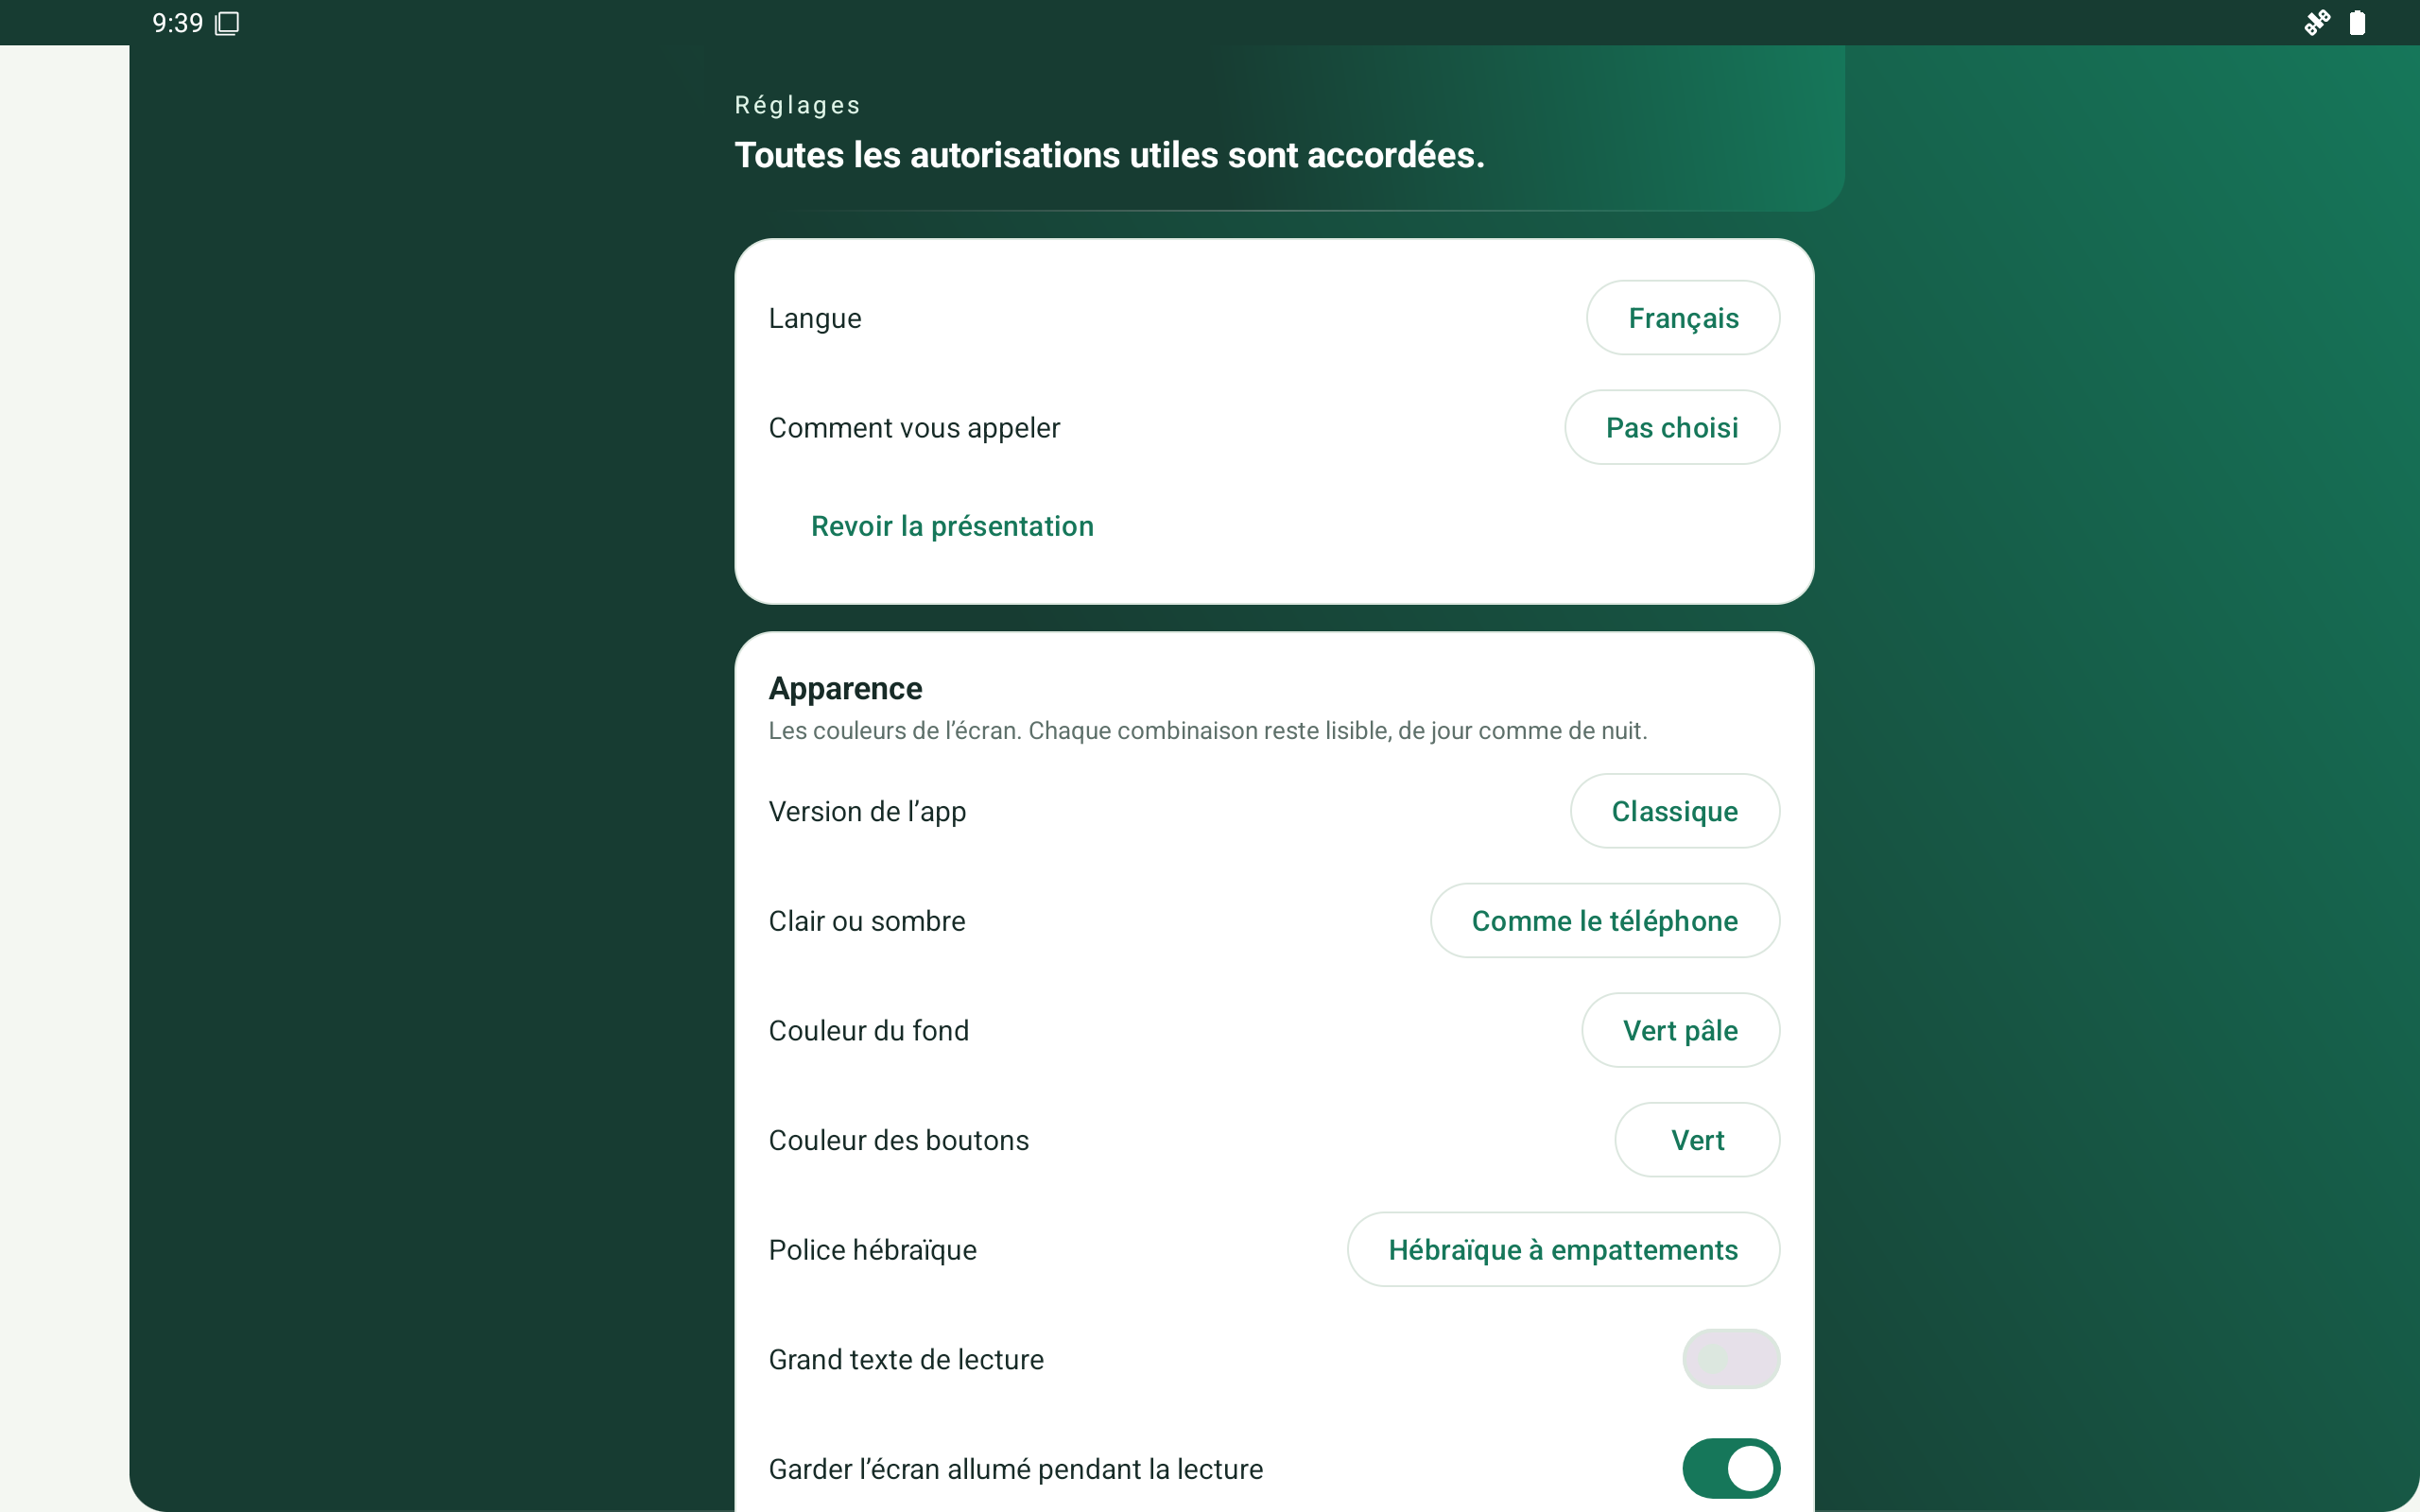 9:39
Réglages
Toutes les autorisations utiles sont accordées.
Langue
Français
Comment vous appeler
Pas choisi
Revoir la présentation
Apparence
Les couleurs de l’écran. Chaque combinaison reste lisible, de jour comme de nuit.
Version de l’app
Classique
Clair ou sombre
Comme le téléphone
Couleur du fond
Vert pâle
Couleur des boutons
Vert
Police hébraïque
Hébraïque à empattements
Grand texte de lecture
Garder l’écran allumé pendant la lecture